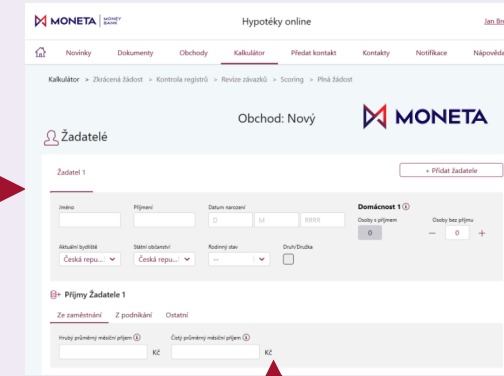 MONETA MONEY BANK
Hypotéky online
Jan Bre
Novinky Dokumenty Obchody Kalkulátor Předat kontakt Kontakty Notifikace Nápověda
Kalkulátor > Zkrácená žádost > Kontrola registrů > Revize závazků > Scoring > Plná žádost
Obchod: Nový
MONETA
Žadatelé
Žadatel 1
+ Přidat žadatele
Jméno Příjmení Datum narození Domácnost 1
D M RRRR
Osoby s příjmem Osoby bez příjmu
0 — 0 +
Aktuální bydliště Státní občanství Rodinný stav Druh/Družka
Česká repu... Česká repu... --
Příjmy Žadatele 1
Ze zaměstnání Z podnikání Ostatní
Hrubý průměrný měsíční příjem Čistý průměrný měsíční příjem
Kč Kč